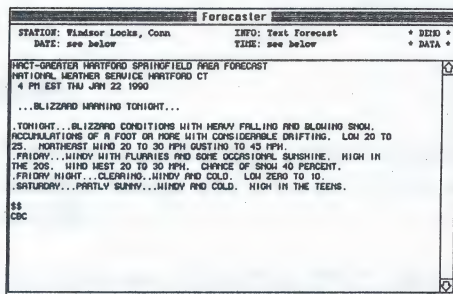 Forecaster
STATION: Windsor Locks, Conn INFO: Text Forecast * DEMO *
DATE: see below TIME: see below * DATA *
HACT-GREATER HARTFORD SPRINGFIELD AREA FORECAST
NATIONAL WEATHER SERVICE HARTFORD CT
4 PM EST THU JAN 22 1990
...BLIZZARD WARNING TONIGHT...
.TONIGHT...BLIZZARD CONDITIONS WITH HEAVY FALLING AND BLOWING SNOW.
ACCUMULATIONS OF A FOOT OR MORE WITH CONSIDERABLE DRIFTING. LOW 20 TO
25. NORTHEAST WIND 20 TO 30 MPH GUSTING TO 45 MPH.
.FRIDAY...WINDY WITH FLURRIES AND SOME OCCASIONAL SUNSHINE. HIGH IN
THE 20S. WIND WEST 20 TO 30 MPH. CHANCE OF SNOW 40 PERCENT.
.FRIDAY NIGHT...CLEARING...WINDY AND COLD. LOW ZERO TO 10.
.SATURDAY...PARTLY SUNNY...WINDY AND COLD. HIGH IN THE TEENS.
$$
CBC